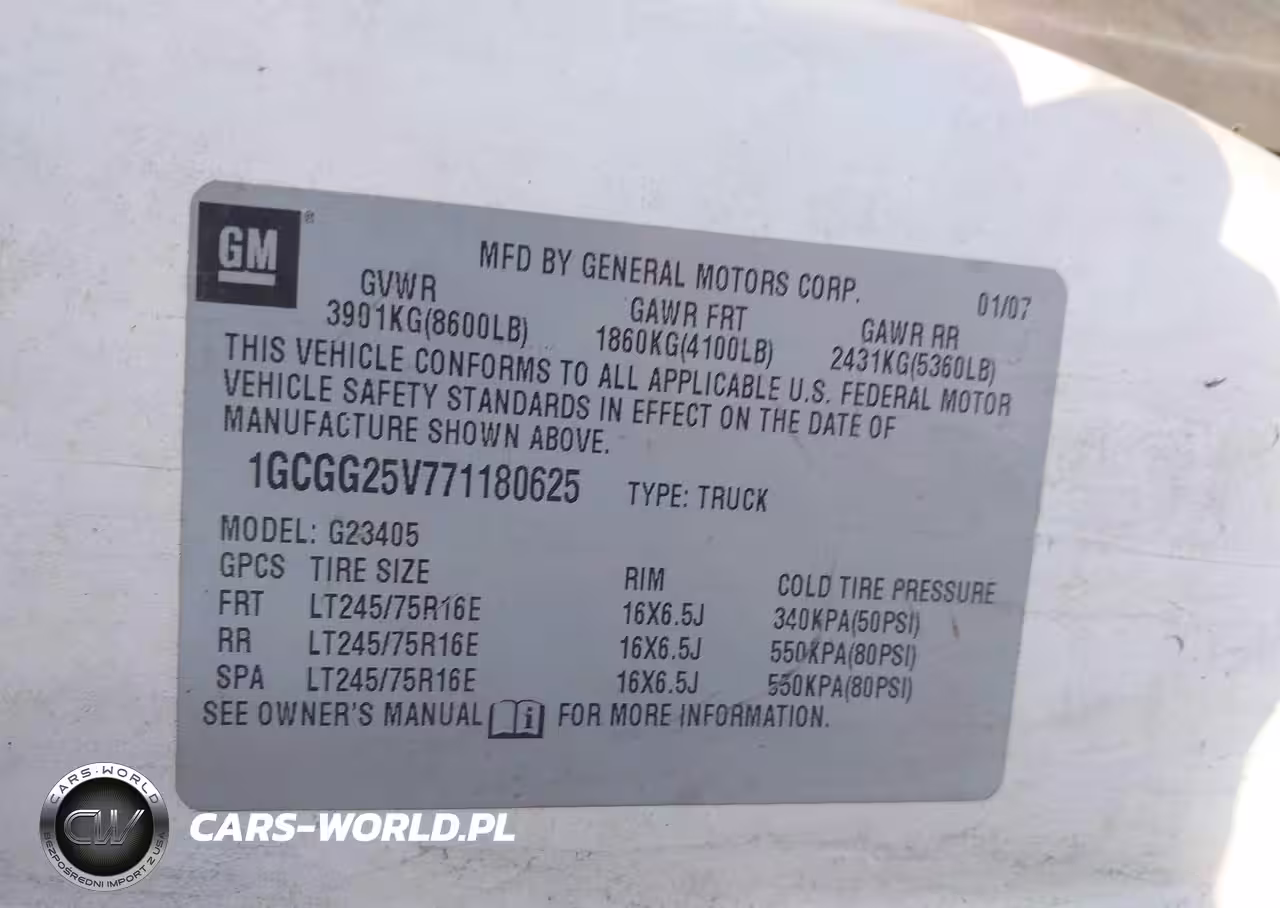 GM ®
MFD BY GENERAL MOTORS CORP.
01/07
GVWR GAWR FRT GAWR RR
3901KG(8600LB) 1860KG(4100LB) 2431KG(5360LB)
THIS VEHICLE CONFORMS TO ALL APPLICABLE U.S. FEDERAL MOTOR
VEHICLE SAFETY STANDARDS IN EFFECT ON THE DATE OF
MANUFACTURE SHOWN ABOVE.
1GCGG25V771180625 TYPE: TRUCK
MODEL: G23405
GPCS TIRE SIZE RIM COLD TIRE PRESSURE
FRT LT245/75R16E 16X6.5J 340KPA(50PSI)
RR LT245/75R16E 16X6.5J 550KPA(80PSI)
SPA LT245/75R16E 16X6.5J 550KPA(80PSI)
SEE OWNER'S MANUAL i FOR MORE INFORMATION.
CARS-WORLD
CW
BEZPOŚREDNI IMPORT Z USA
CARS-WORLD.PL